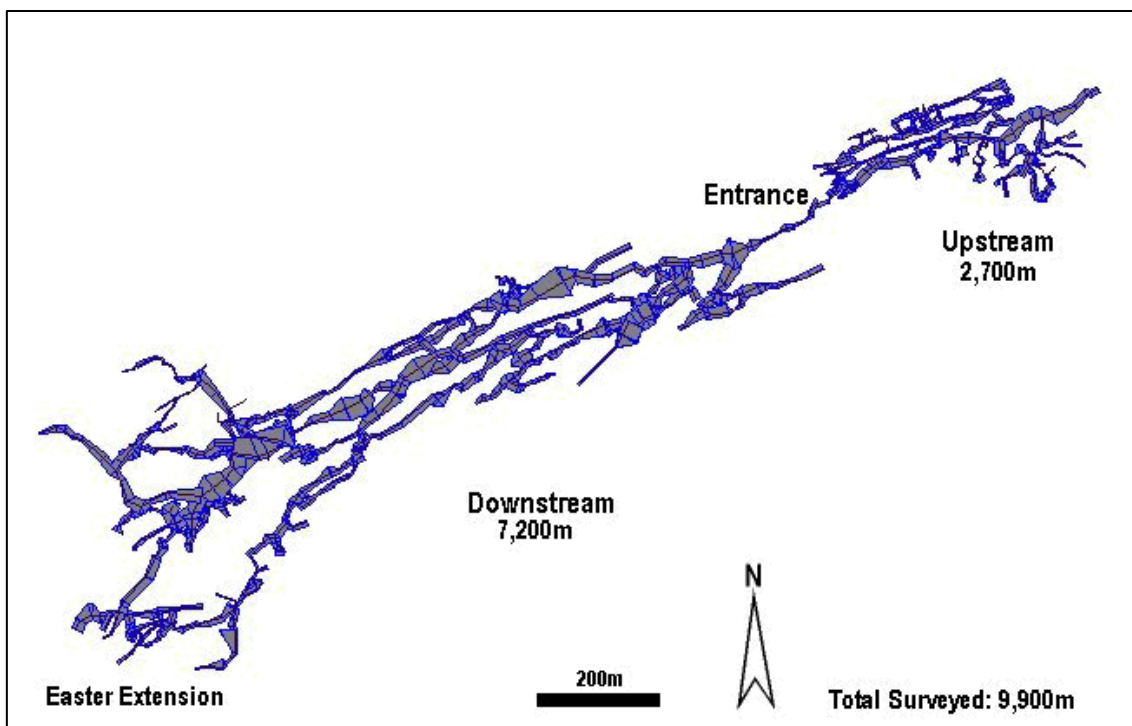 Entrance
Upstream
2,700m
Downstream
7,200m
N
200m
Easter Extension
Total Surveyed: 9,900m